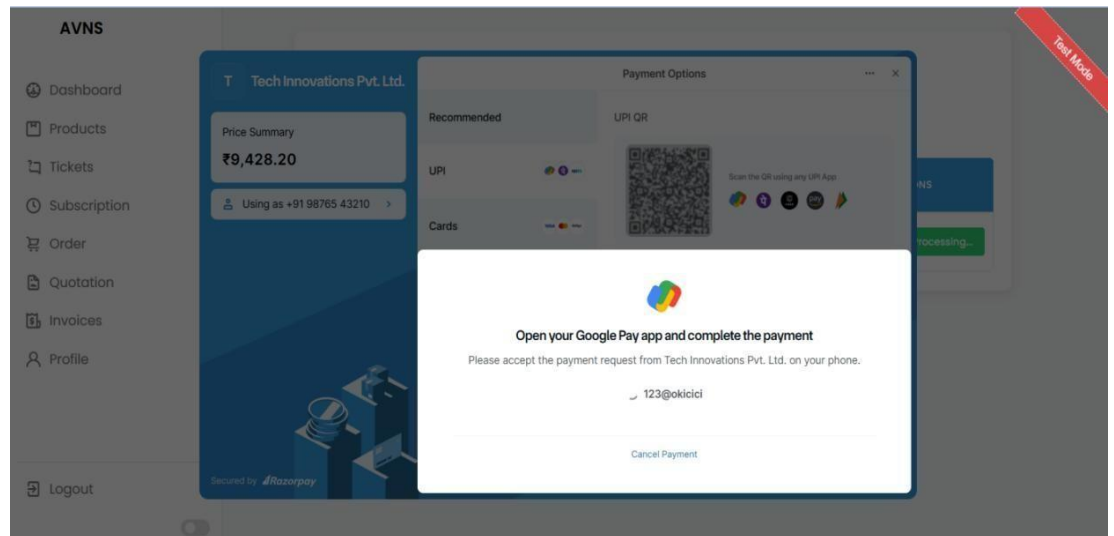 AVNS
Test Mode
Dashboard
Products
Tickets
Subscription
Order
Quotation
Invoices
Profile
Logout
T Tech Innovations Pvt. Ltd.
Price Summary
₹9,428.20
Using as +91 98765 43210
Secured by Razorpay
Payment Options
Recommended
UPI
Cards
UPI QR
Scan the QR using any UPI App
Open your Google Pay app and complete the payment
Please accept the payment request from Tech Innovations Pvt. Ltd. on your phone.
123@okicici
Cancel Payment